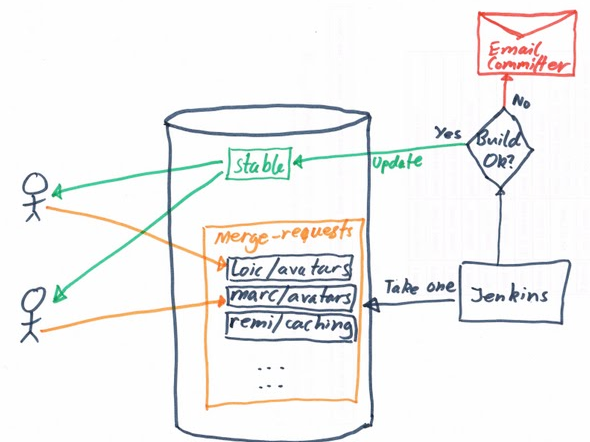 Email
Committer
No
Yes
Build
Ok?
Stable
Update
Merge-requests
loic/avatars
marc/avatars
remi/caching
...
...
Take one
Jenkins